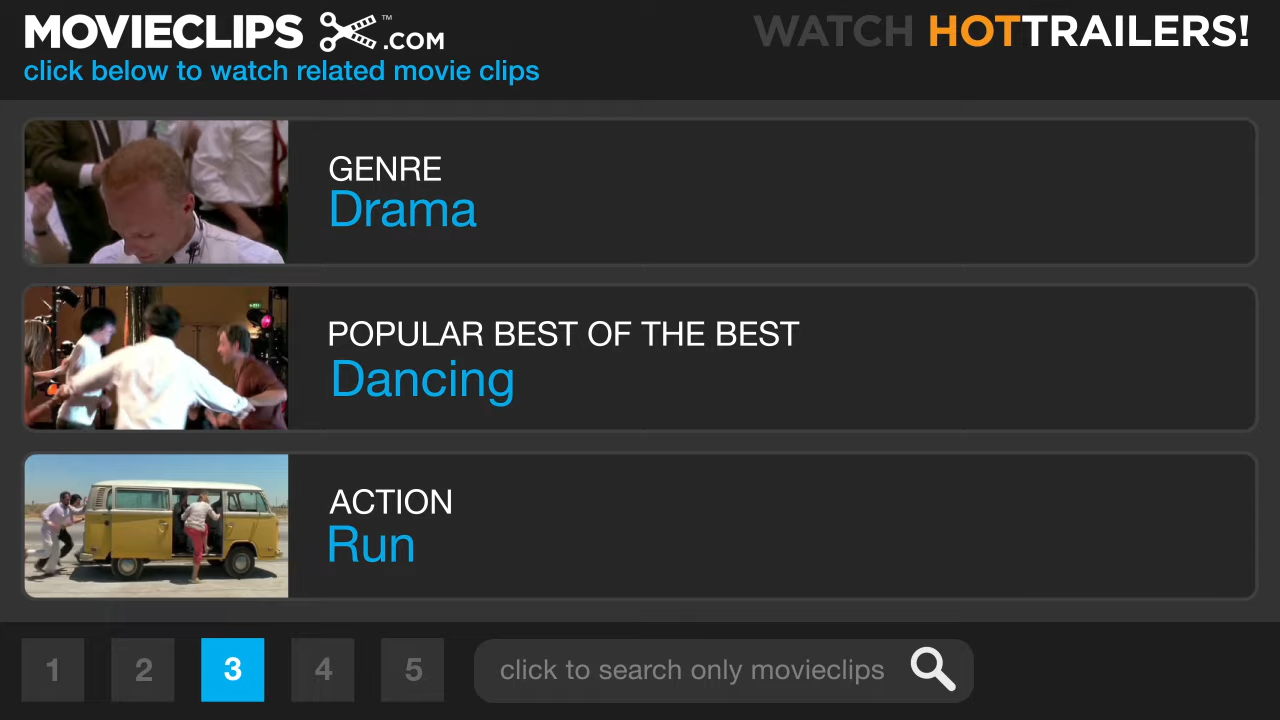 MOVIECLIPS ™ .COM
WATCH HOTTRAILERS!
click below to watch related movie clips
GENRE
Drama
POPULAR BEST OF THE BEST
Dancing
ACTION
Run
1 2 3 4 5 click to search only movieclips